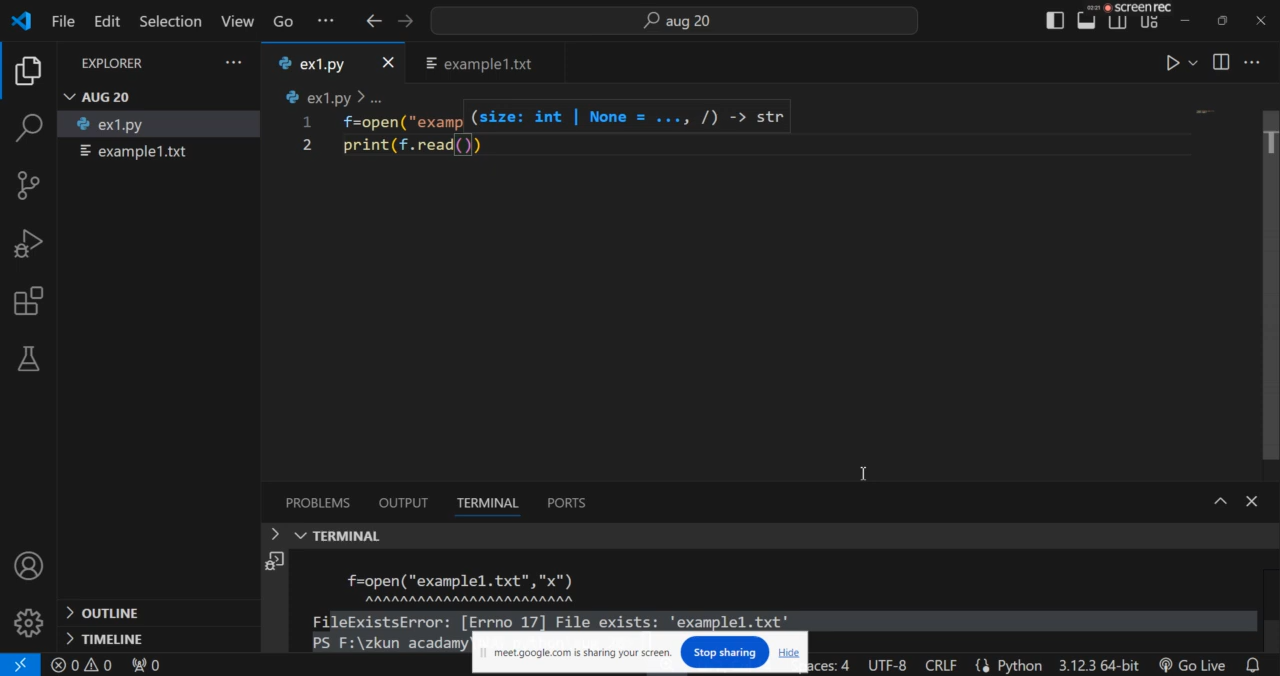 File Edit Selection View Go ··· aug 20 02:21 screenrec
EXPLORER ···
ex1.py
example1.txt
AUG 20
ex1.py > ...
ex1.py
(size: int | None = ..., /) -> str
1 f=open("examp
example1.txt
2 print(f.read())
PROBLEMS OUTPUT TERMINAL PORTS
TERMINAL
f=open("example1.txt","x")
^^^^^^^^^^^^^^^^^^^^^^^^
FileExistsError: [Errno 17] File exists: 'example1.txt'
PS F:\zkun acadamy\
OUTLINE
TIMELINE
meet.google.com is sharing your screen. Stop sharing Hide
0 0 0 aces: 4 UTF-8 CRLF Python 3.12.3 64-bit Go Live